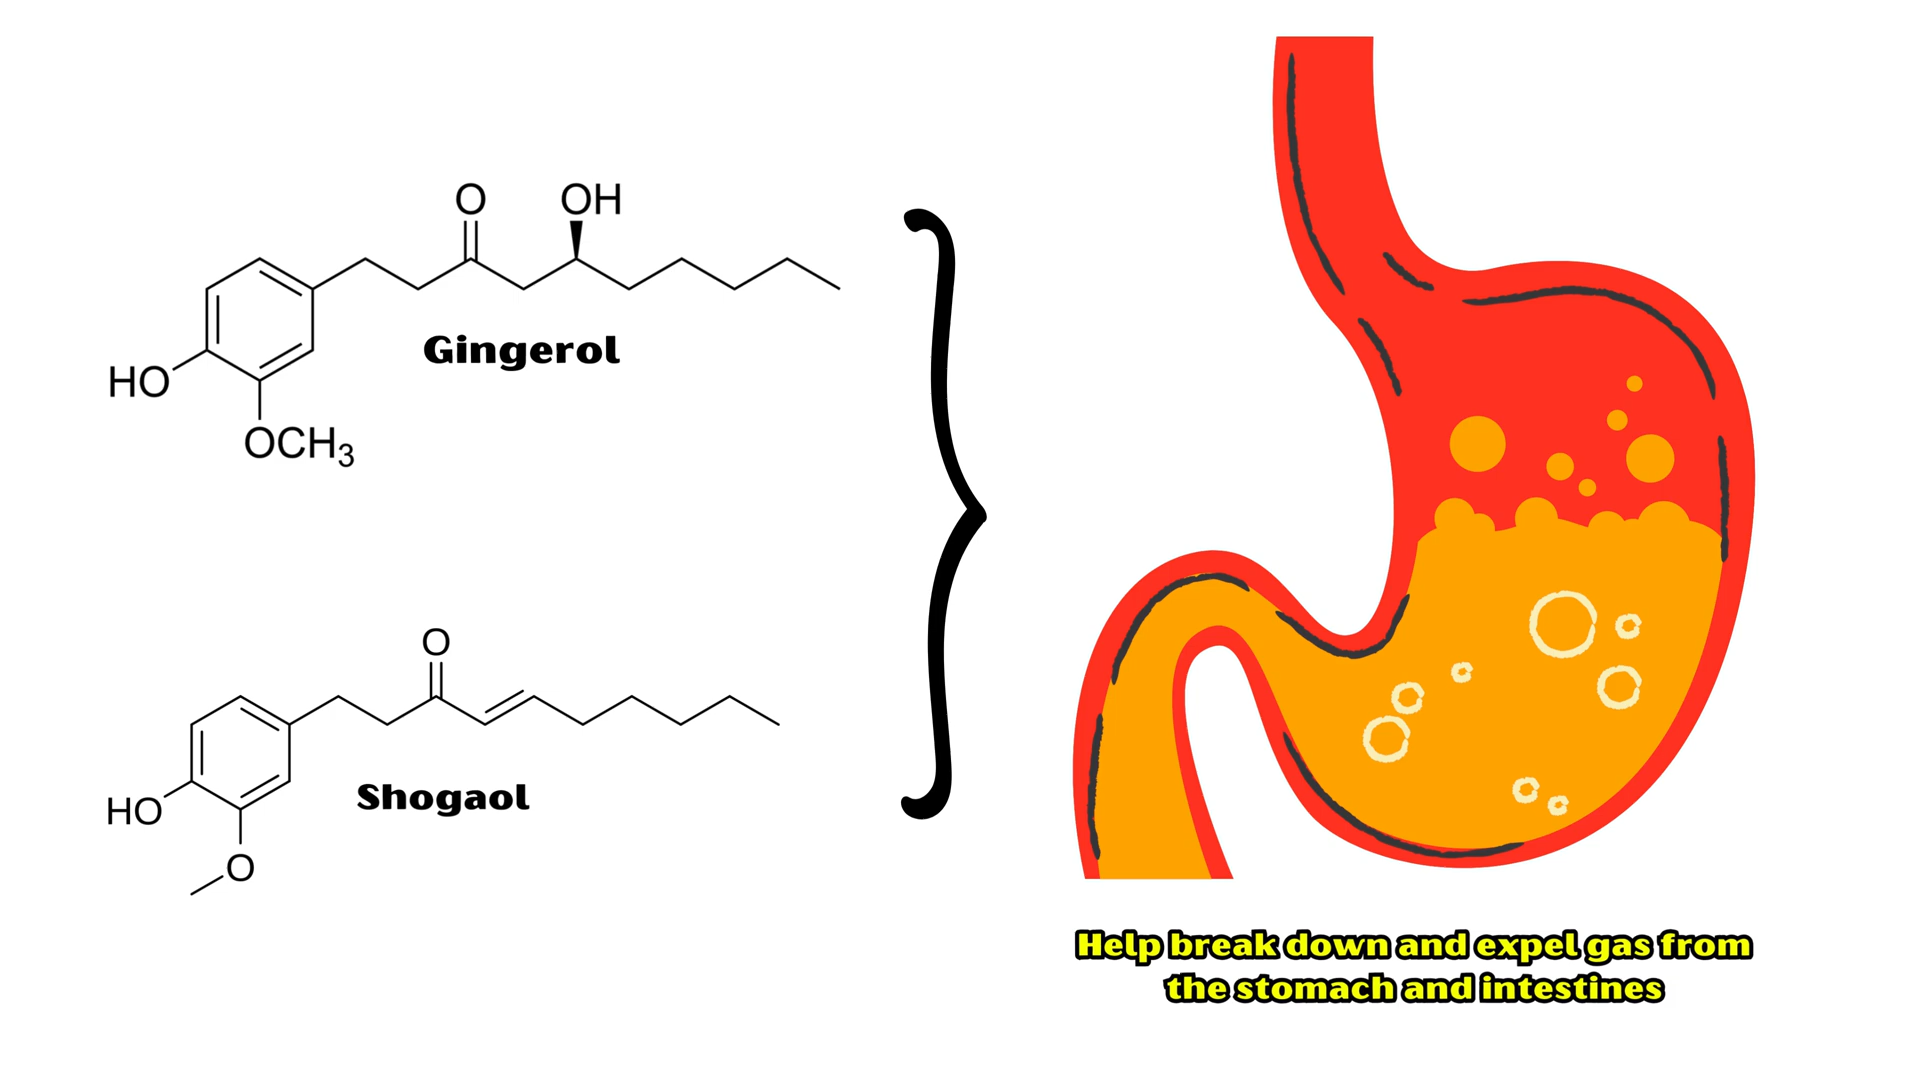 O
OH
HO
OCH3
Gingerol
O
HO
O
Shogaol
Help break down and expel gas from
the stomach and intestines